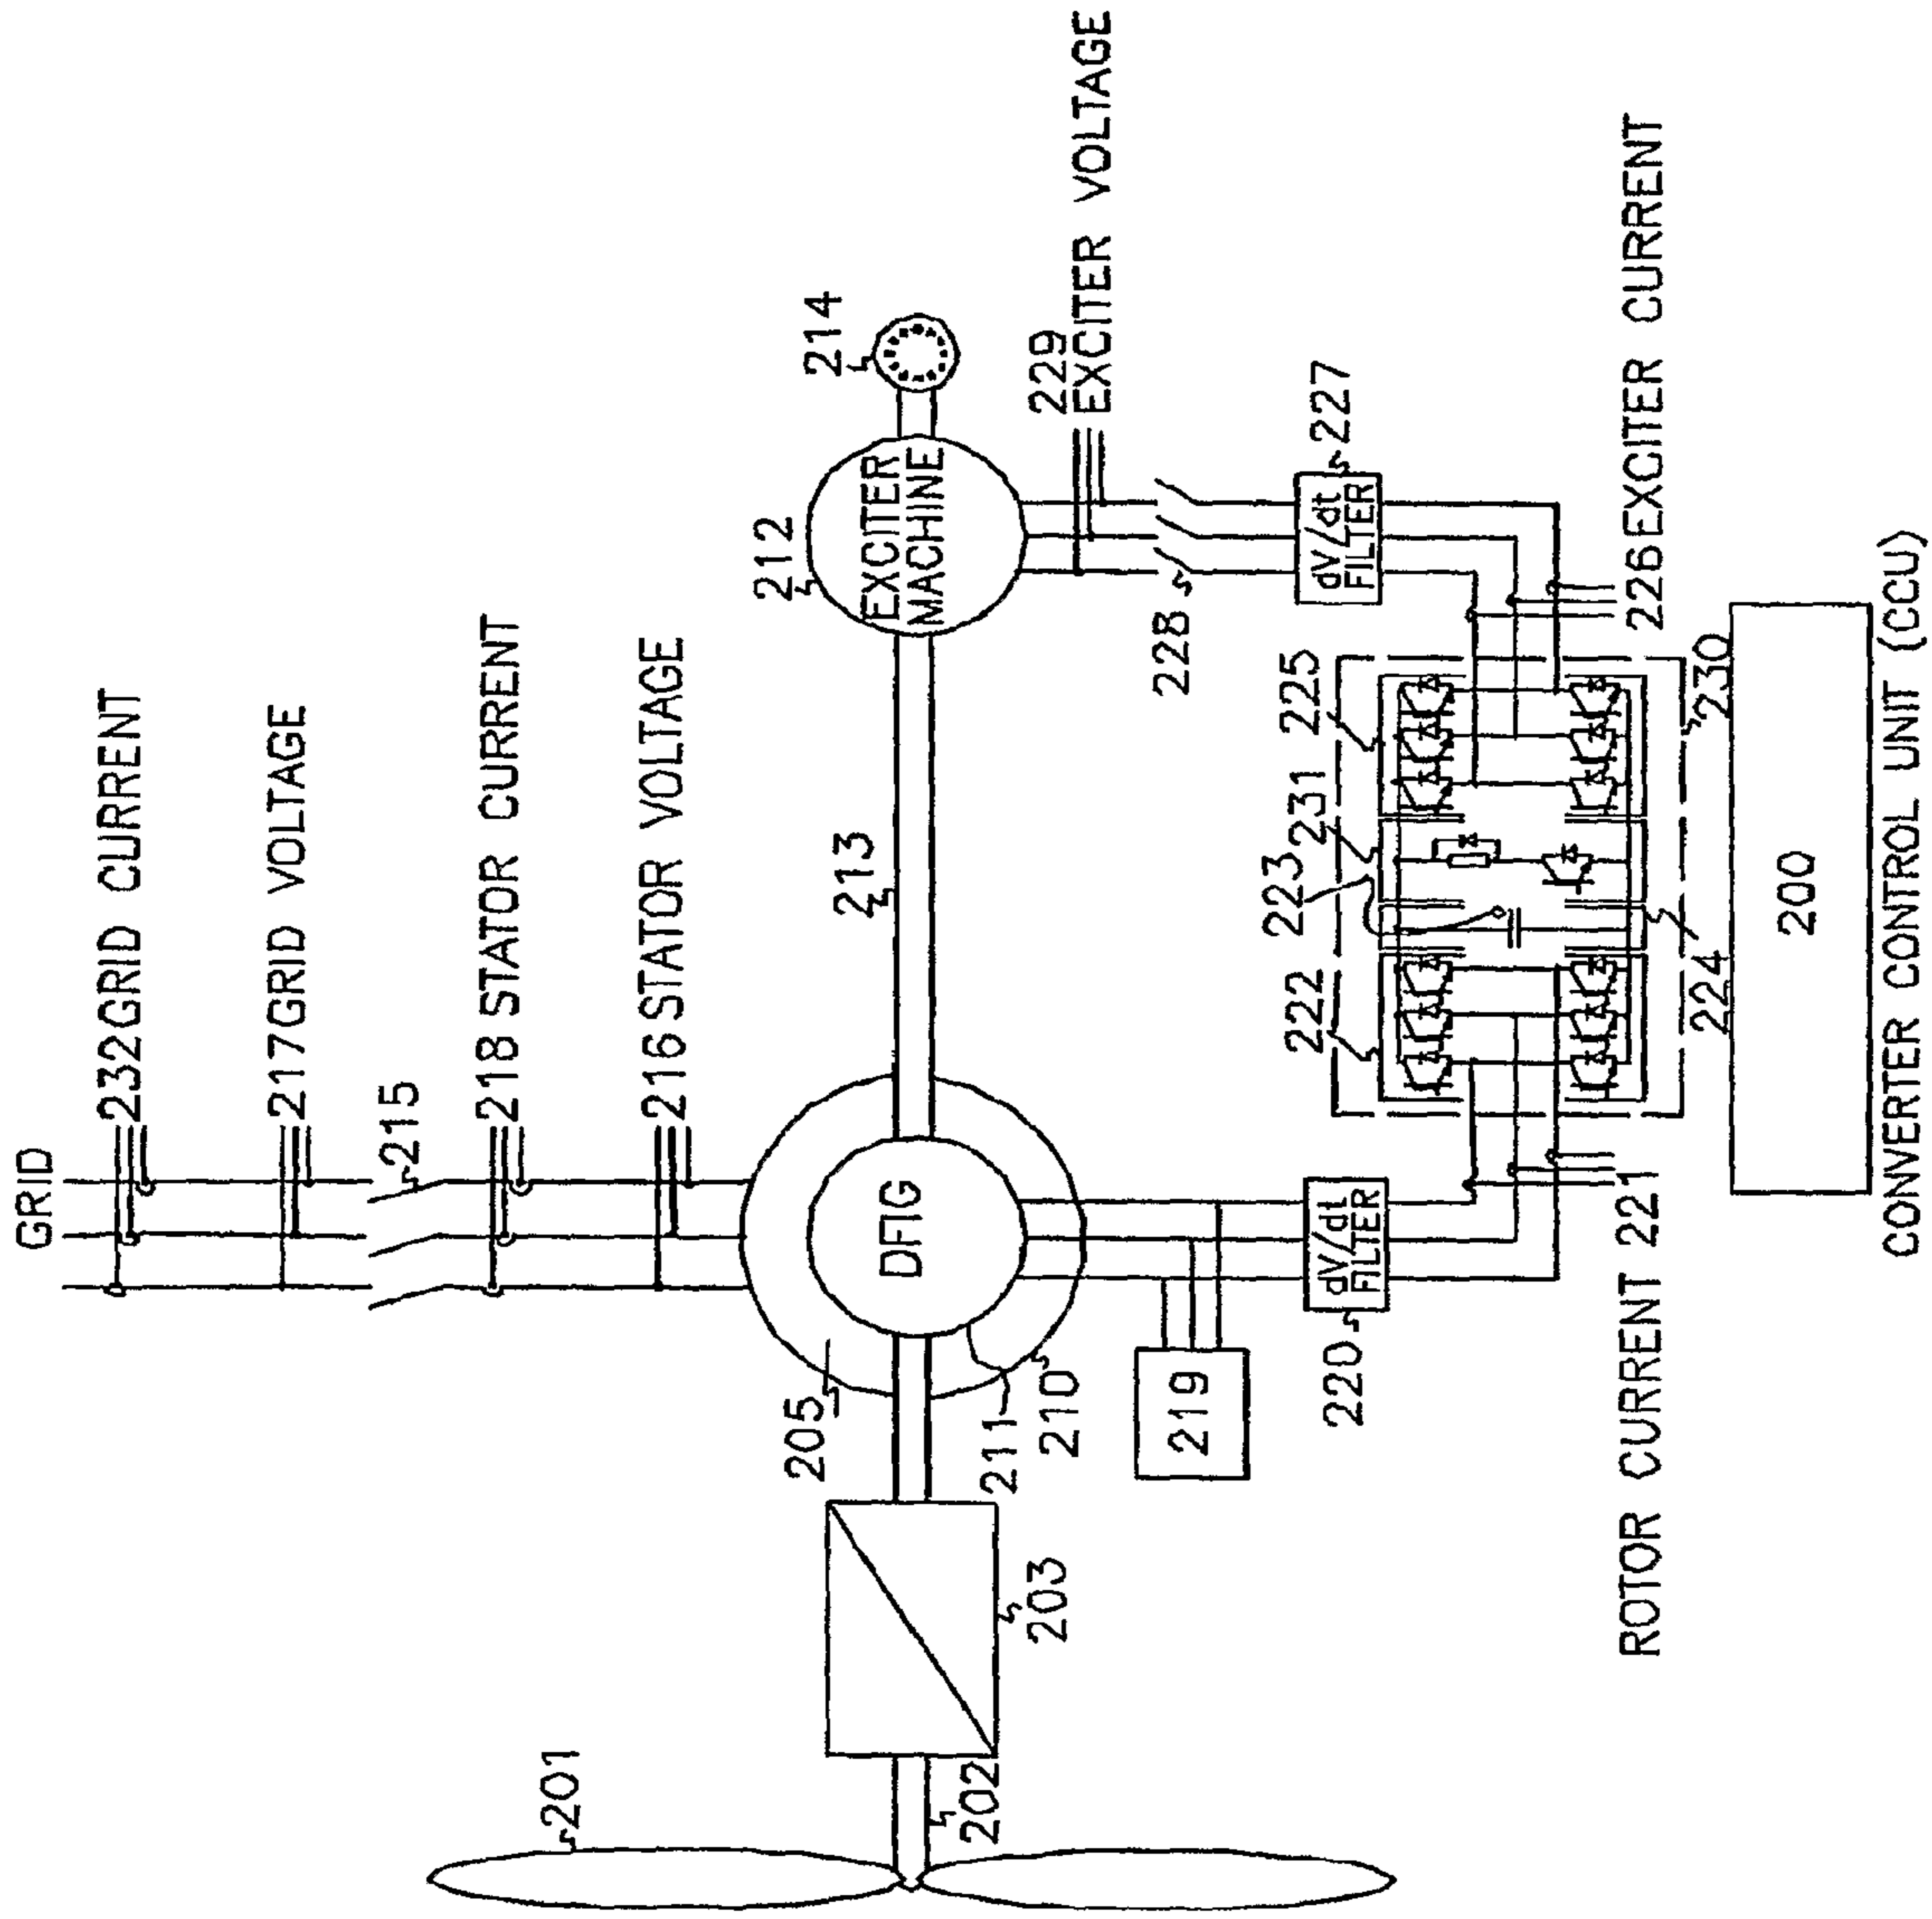 GRID
232 GRID CURRENT
217 GRID VOLTAGE
215
218 STATOR CURRENT
216 STATOR VOLTAGE
201
202
203
205
DFIG
211
210
213
212
EXCITER
MACHINE
214
229
EXCITER VOLTAGE
228
219
220
dV/dt
FILTER
dV/dt
FILTER
227
222
223
231
225
ROTOR CURRENT 221
224
230
226 EXCITER CURRENT
200
CONVERTER CONTROL UNIT (CCU)